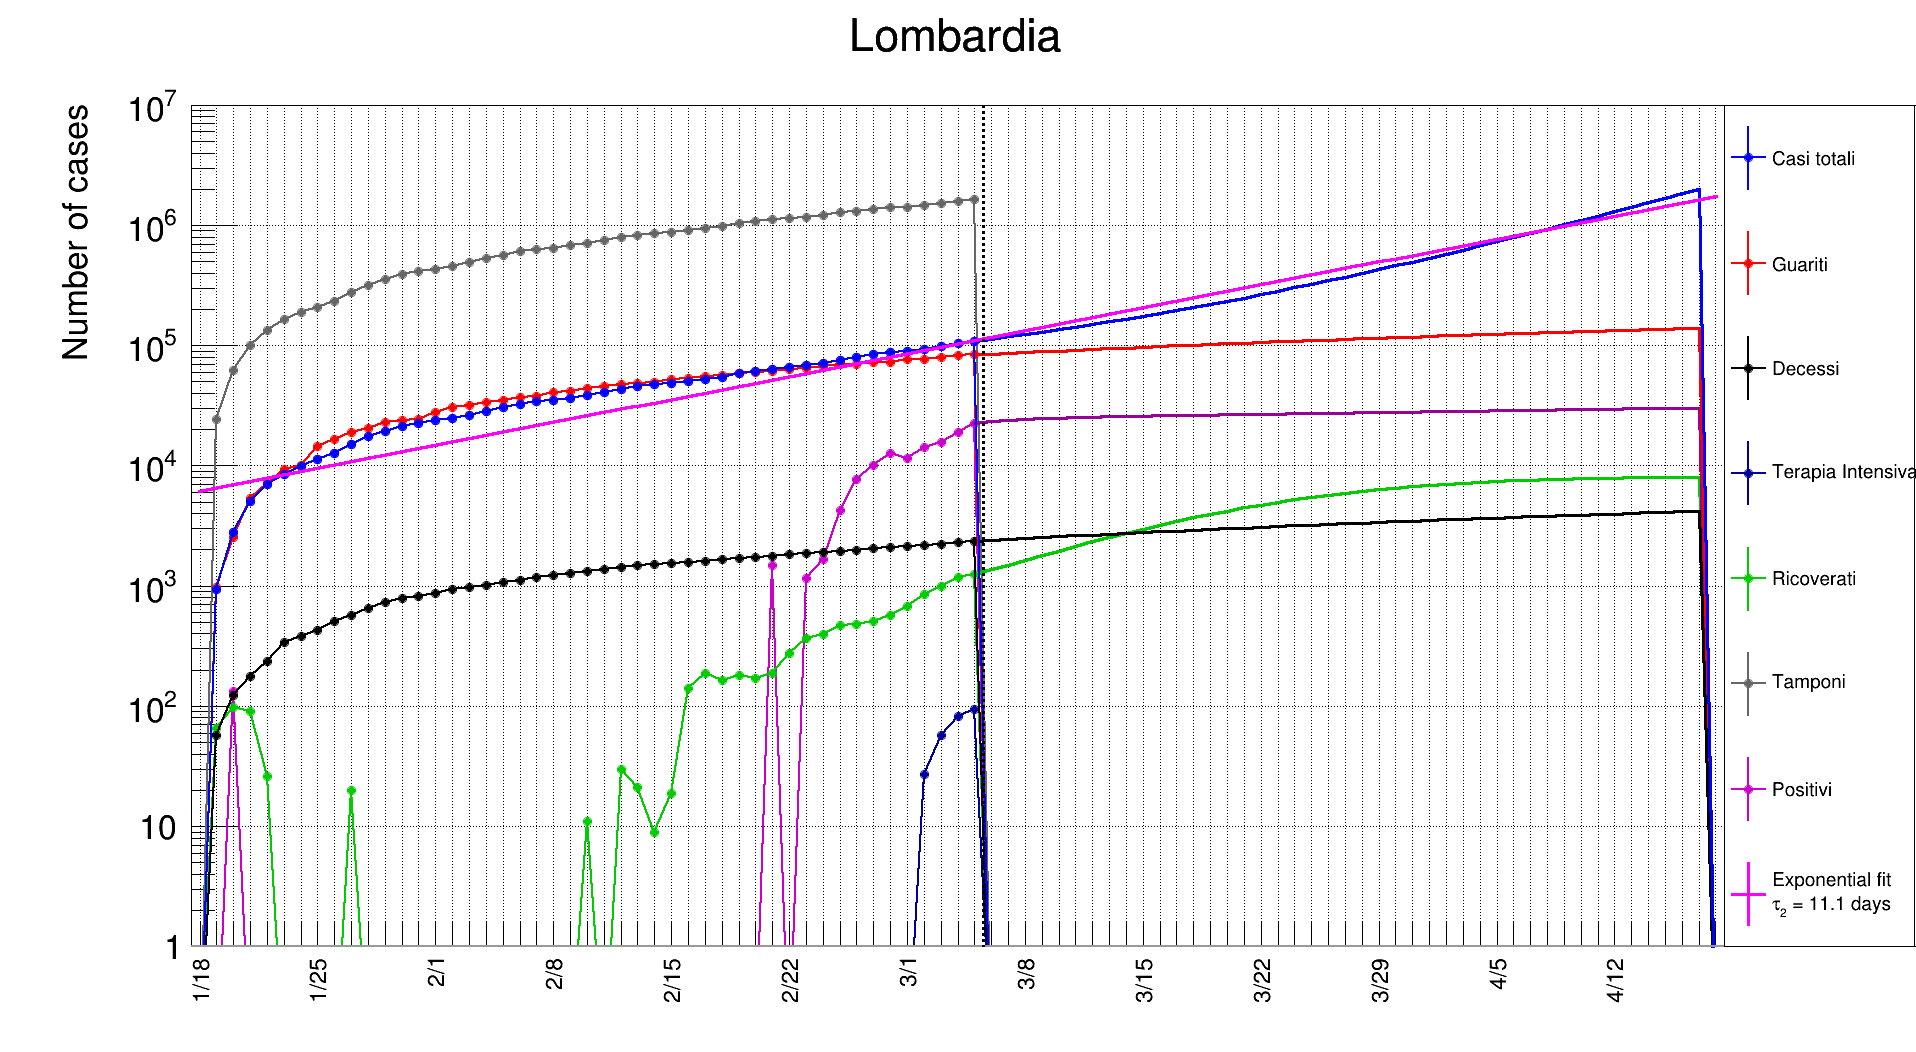 Lombardia
Number of cases
10^7
10^6
10^5
10^4
10^3
10^2
10
1
1/18
1/25
2/1
2/8
2/15
2/22
3/1
3/8
3/15
3/22
3/29
4/5
4/12
Casi totali
Guariti
Decessi
Terapia Intensiva
Ricoverati
Tamponi
Positivi
Exponential fit
τ₂ = 11.1 days